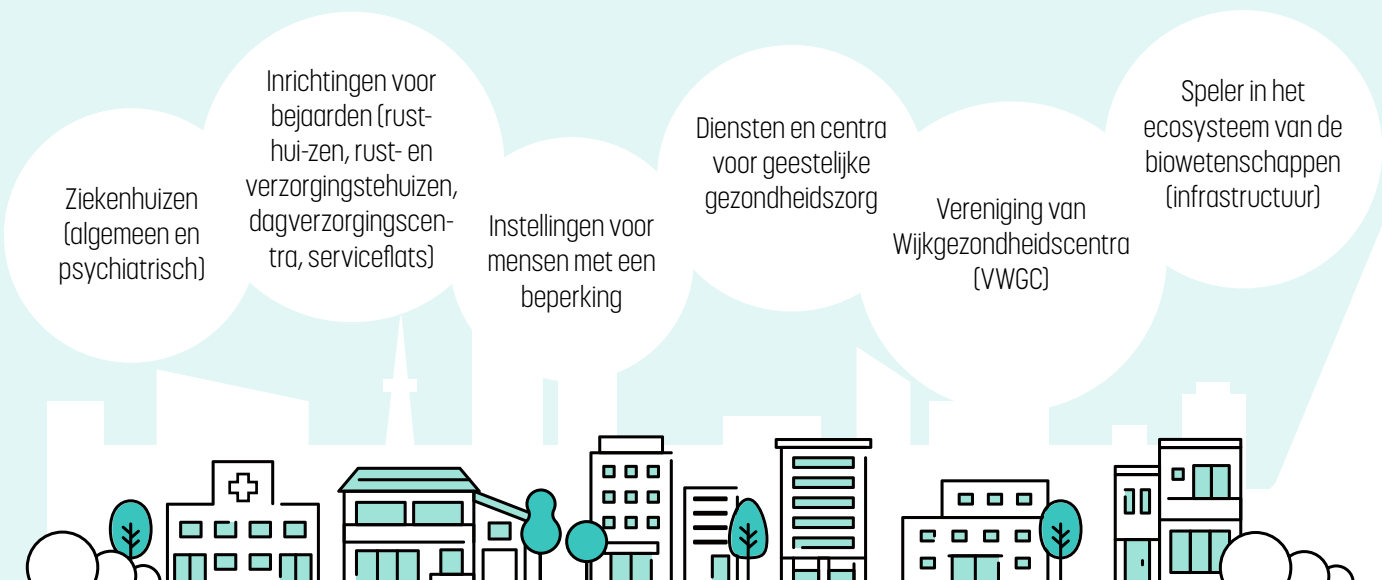 Ziekenhuizen
(algemeen en
psychiatrisch)
Inrichtingen voor
bejaarden (rust-
hui-zen, rust- en
verzorgingstehuizen,
dagverzorgingscen-
tra, serviceflats)
Instellingen voor
mensen met een
beperking
Diensten en centra
voor geestelijke
gezondheidszorg
Vereniging van
Wijkgezondheidscentra
(VWGC)
Speler in het
ecosysteem van de
biowetenschappen
(infrastructuur)